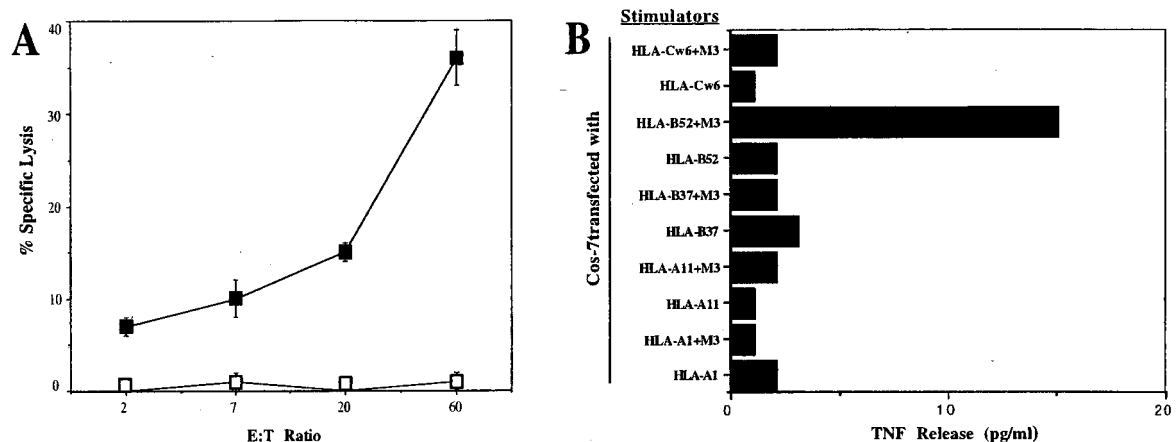 A
% Specific Lysis
40
30
20
10
0
2
7
20
60
E:T Ratio
B
Stimulators
Cos-7transfected with
HLA-Cw6+M3
HLA-Cw6
HLA-B52+M3
HLA-B52
HLA-B37+M3
HLA-B37
HLA-A11+M3
HLA-A11
HLA-A1+M3
HLA-A1
0
10
20
TNF Release (pg/ml)